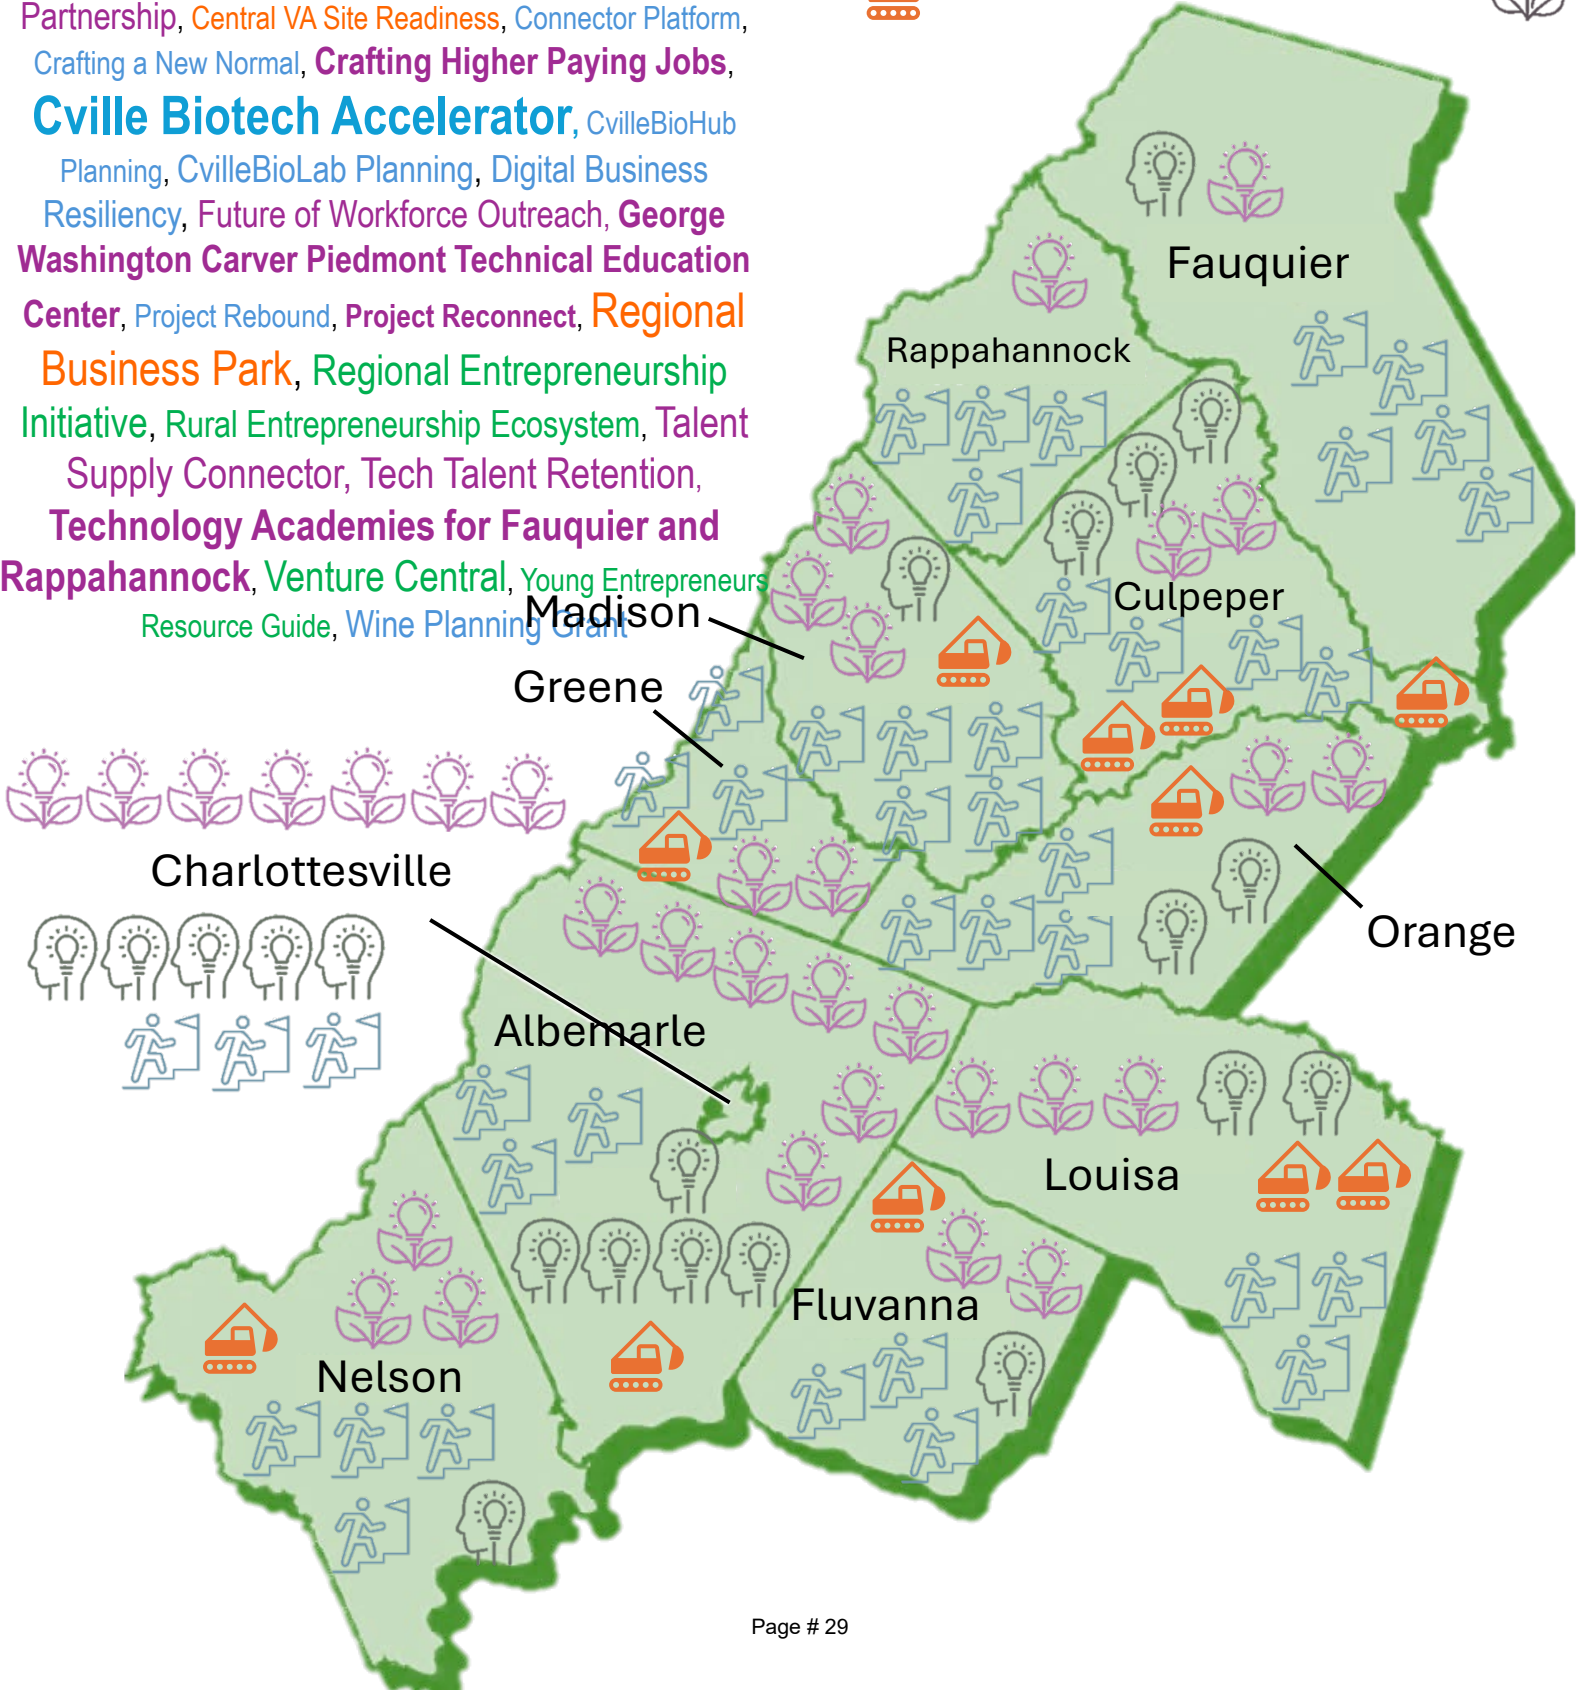 Partnership, Central VA Site Readiness, Connector Platform,
Crafting a New Normal, Crafting Higher Paying Jobs,
Cville Biotech Accelerator, CvilleBioHub
Planning, CvilleBioLab Planning, Digital Business
Resiliency, Future of Workforce Outreach, George
Washington Carver Piedmont Technical Education
Center, Project Rebound, Project Reconnect, Regional
Business Park, Regional Entrepreneurship
Initiative, Rural Entrepreneurship Ecosystem, Talent
Supply Connector, Tech Talent Retention,
Technology Academies for Fauquier and
Rappahannock, Venture Central, Young Entrepreneurs
Resource Guide, Wine Planning Grant
Fauquier
Rappahannock
Culpeper
Madison
Greene
Charlottesville
Orange
Albemarle
Louisa
Fluvanna
Nelson
Page # 29